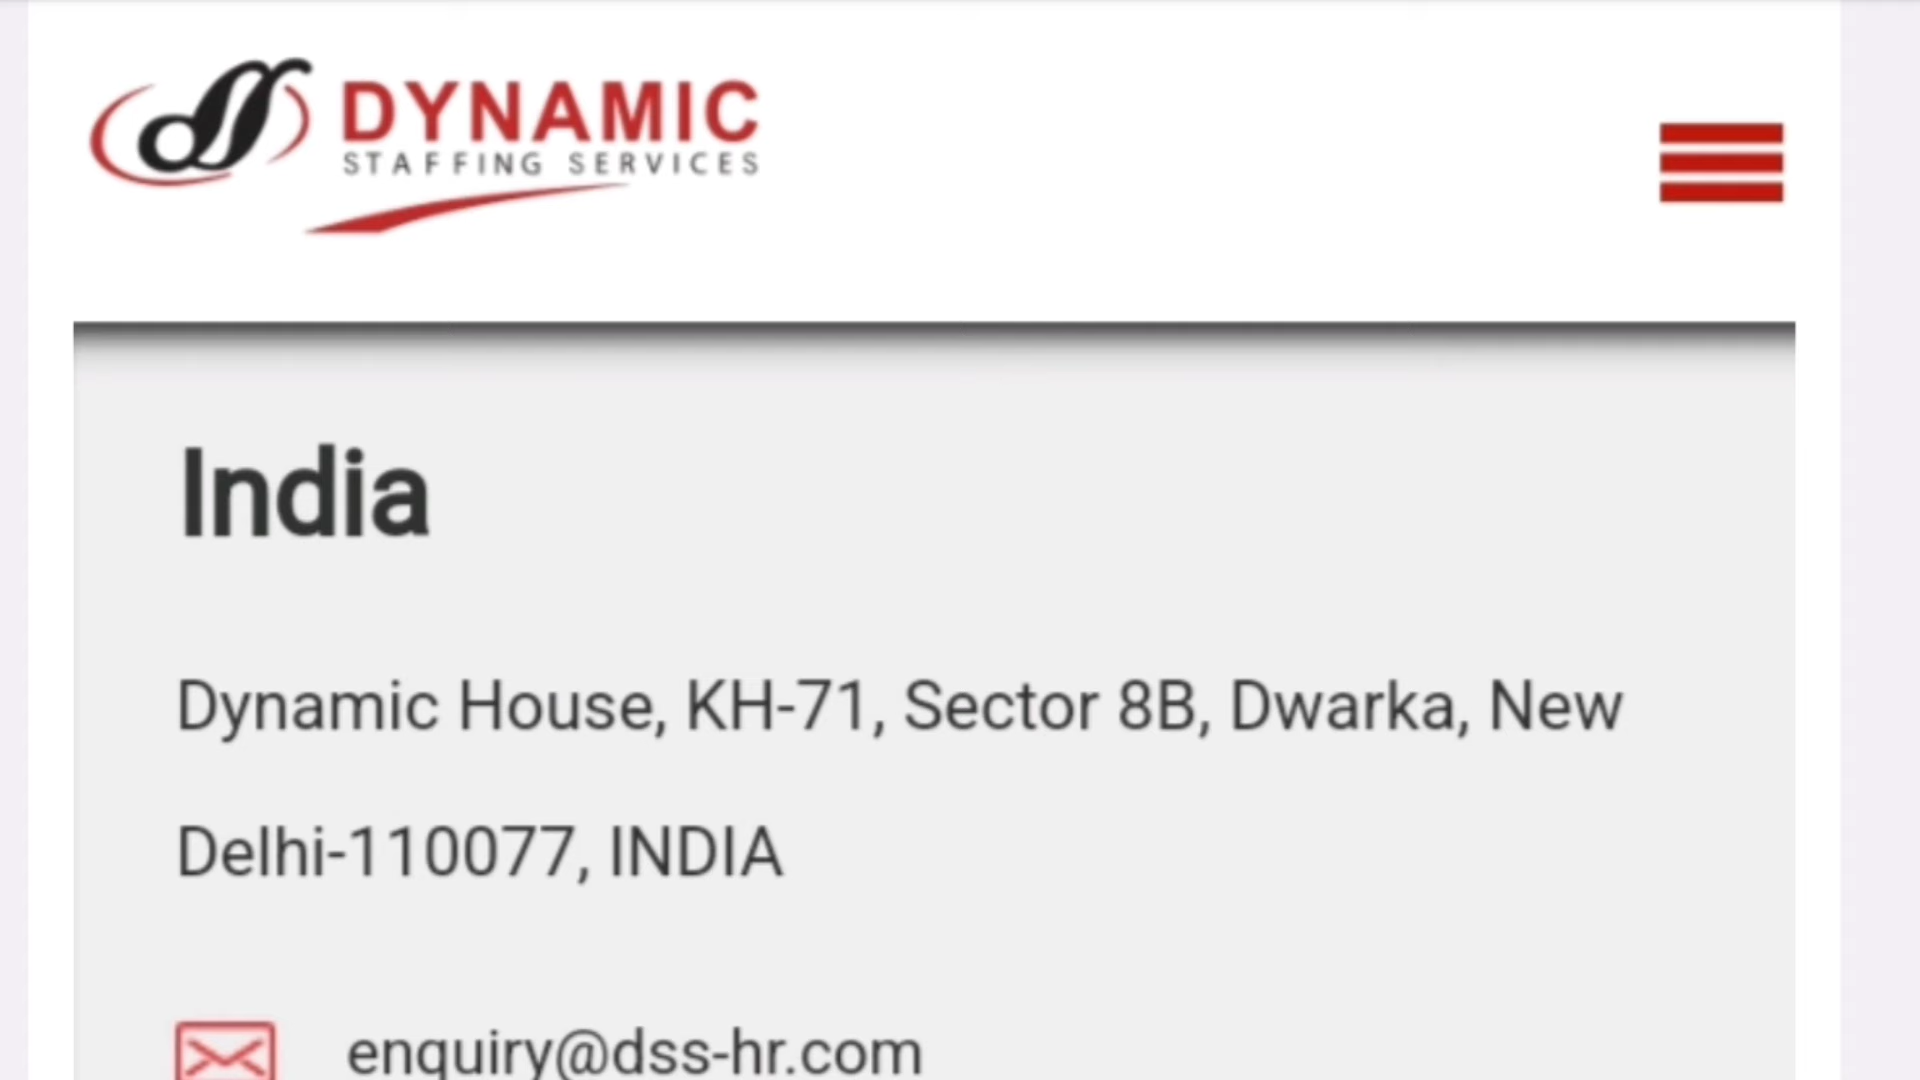 DYNAMIC
STAFFING SERVICES
India
Dynamic House, KH-71, Sector 8B, Dwarka, New
Delhi-110077, INDIA
enquiry@dss-hr.com